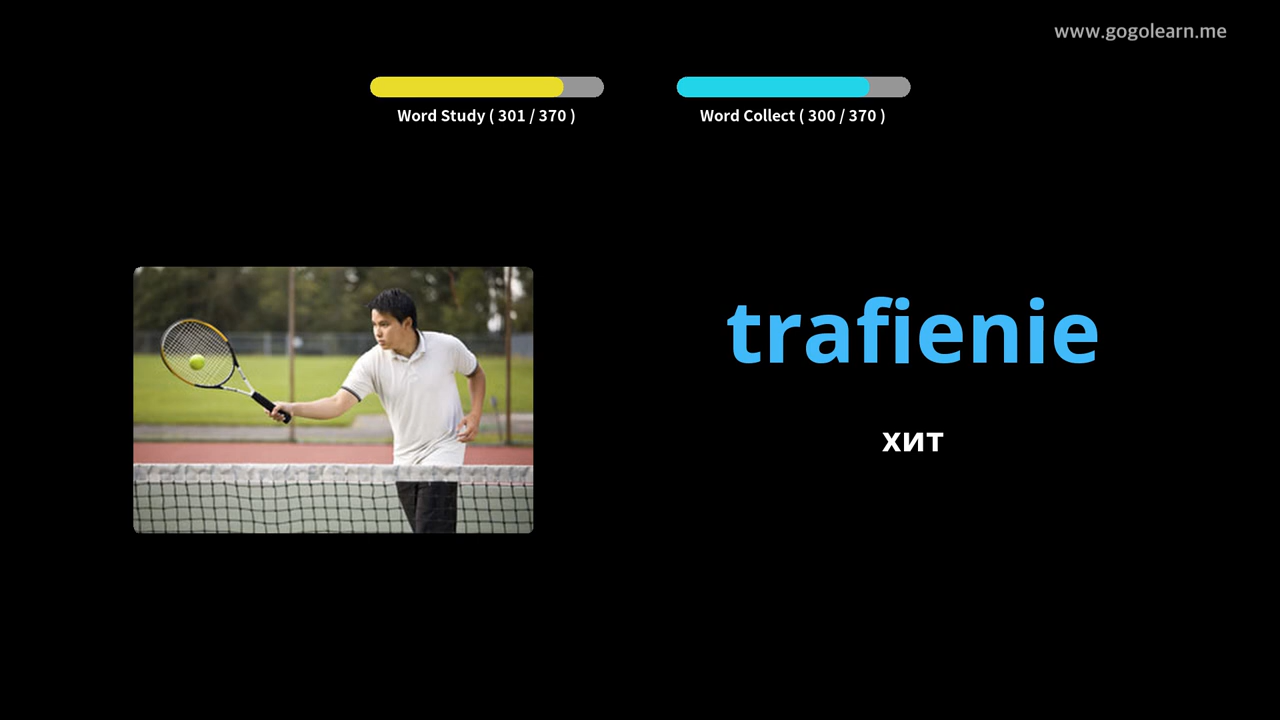 www.gogolearn.me
Word Study ( 301 / 370 )
Word Collect ( 300 / 370 )
trafienie
хит